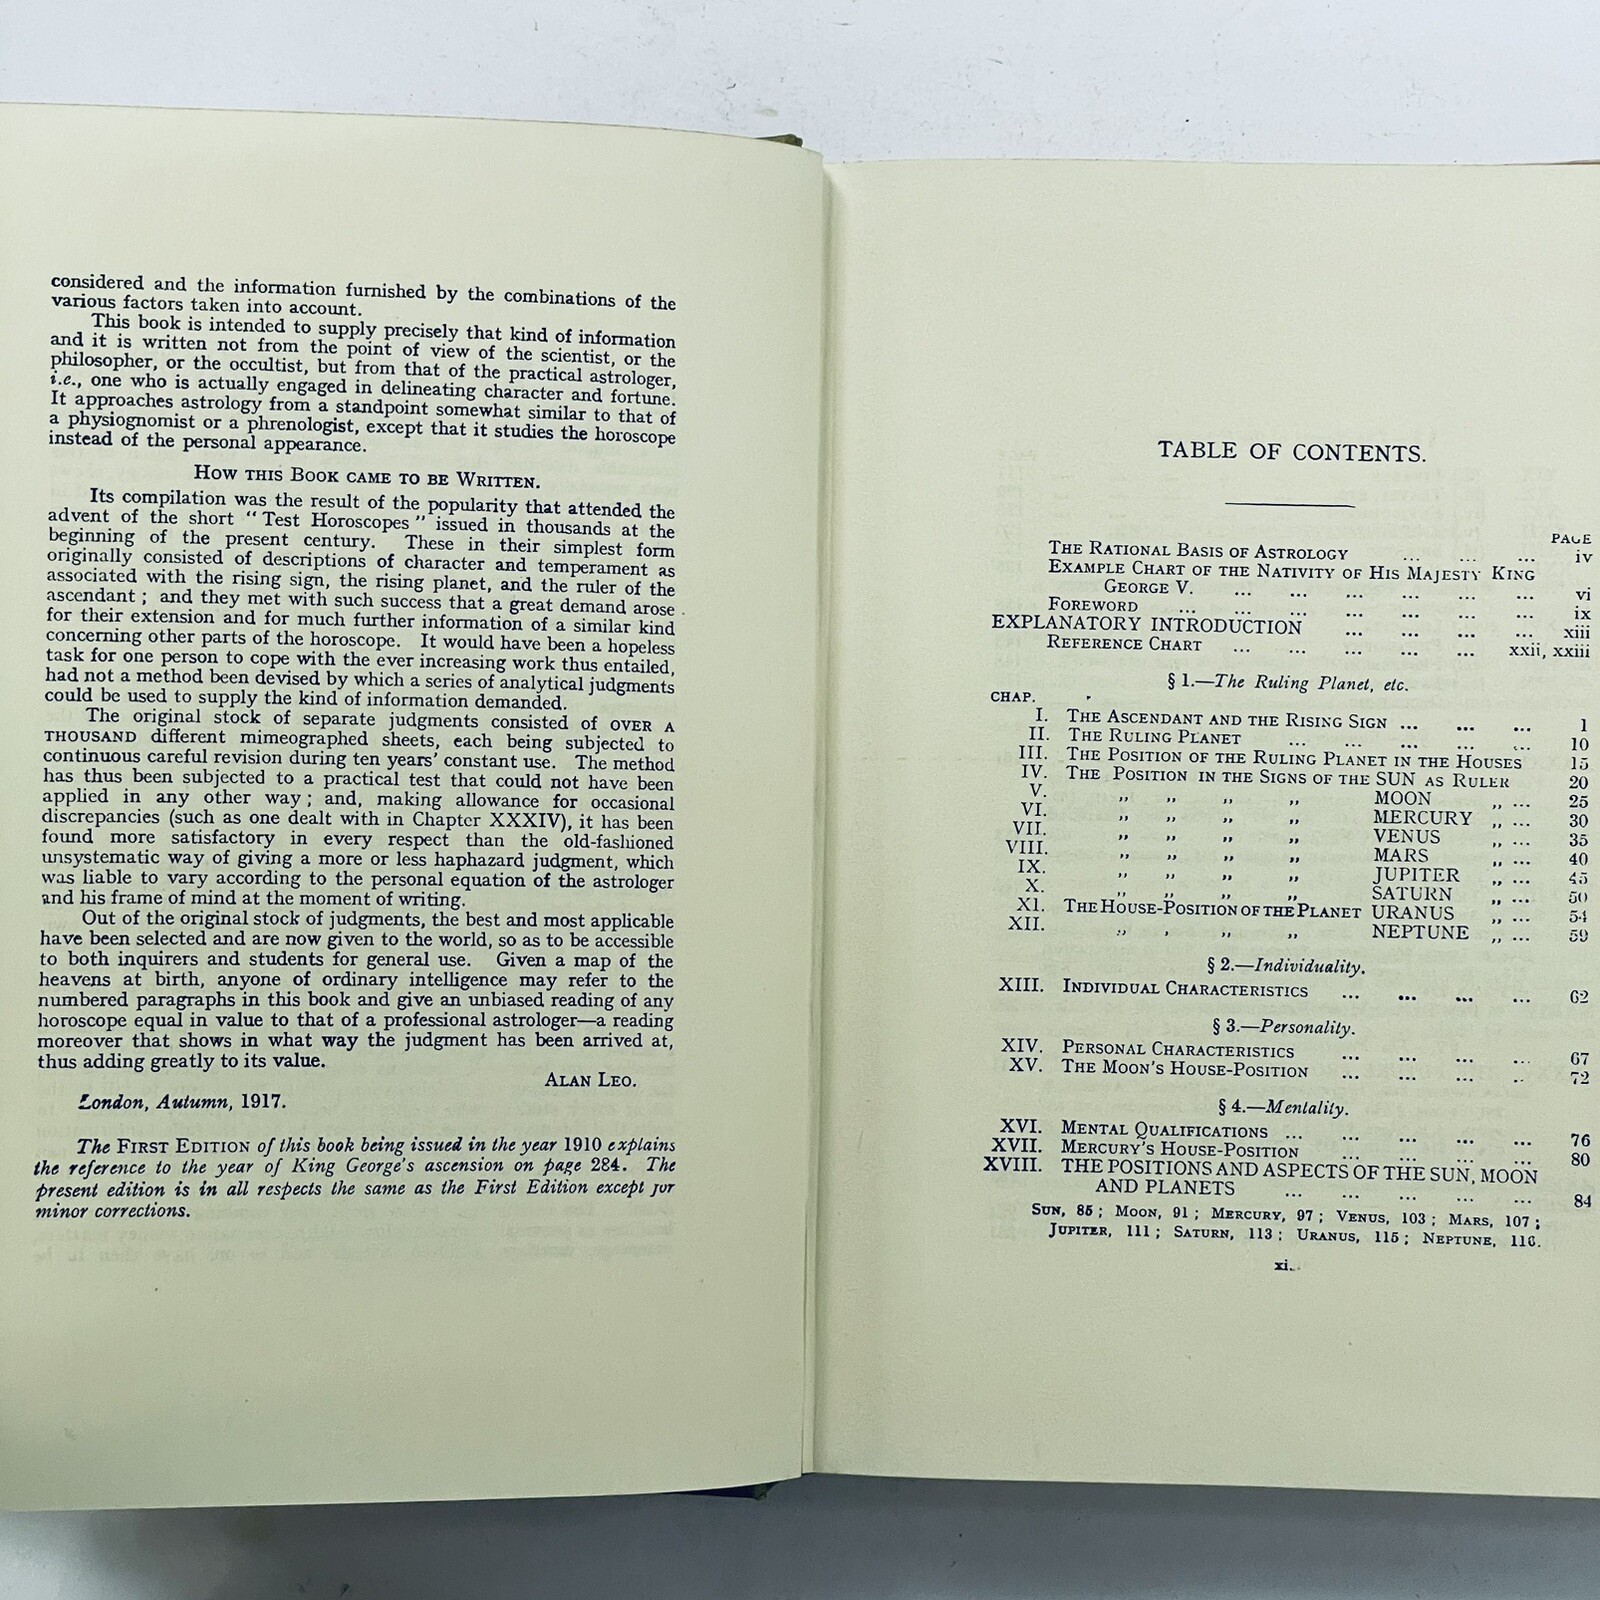 considered and the information furnished by the combinations of the
various factors taken into account.
This book is intended to supply precisely that kind of information
and it is written not from the point of view of the scientist, or the
philosopher, or the occultist, but from that of the practical astrologer,
i.e., one who is actually engaged in delineating character and fortune.
It approaches astrology from a standpoint somewhat similar to that of
a physiognomist or a phrenologist, except that it studies the horoscope
instead of the personal appearance.
HOW THIS BOOK CAME TO BE WRITTEN.
Its compilation was the result of the popularity that attended the
advent of the short "Test Horoscopes" issued in thousands at the
beginning of the present century. These in their simplest form
originally consisted of descriptions of character and temperament as
associated with the rising sign, the rising planet, and the ruler of the
ascendant; and they met with such success that a great demand arose
for their extension and for much further information of a similar kind
concerning other parts of the horoscope. It would have been a hopeless
task for one person to cope with the ever increasing work thus entailed,
had not a method been devised by which a series of analytical judgments
could be used to supply the kind of information demanded.
The original stock of separate judgments consisted of OVER A
THOUSAND different mimeographed sheets, each being subjected to
continuous careful revision during ten years' constant use. The method
has thus been subjected to a practical test that could not have been
applied in any other way; and, making allowance for occasional
discrepancies (such as one dealt with in Chapter XXXIV), it has been
found more satisfactory in every respect than the old-fashioned
unsystematic way of giving a more or less haphazard judgment, which
was liable to vary according to the personal equation of the astrologer
and his frame of mind at the moment of writing.
Out of the original stock of judgments, the best and most applicable
have been selected and are now given to the world, so as to be accessible
to both inquirers and students for general use. Given a map of the
heavens at birth, anyone of ordinary intelligence may refer to the
numbered paragraphs in this book and give an unbiased reading of any
horoscope equal in value to that of a professional astrologer—a reading
moreover that shows in what way the judgment has been arrived at,
thus adding greatly to its value.
ALAN LEO.
London, Autumn, 1917.
The FIRST EDITION of this book being issued in the year 1910 explains
the reference to the year of King George's ascension on page 284. The
present edition is in all respects the same as the First Edition except for
minor corrections.
TABLE OF CONTENTS.
PAGE
THE RATIONAL BASIS OF ASTROLOGY ... ... ... iv
EXAMPLE CHART OF THE NATIVITY OF HIS MAJESTY KING
GEORGE V. ... ... ... ... ... ... vi
FOREWORD ... ... ... ... ... ... ... ix
EXPLANATORY INTRODUCTION ... ... ... ... xiii
REFERENCE CHART ... ... ... ... ... xxii, xxiii
§ 1.—The Ruling Planet, etc.
CHAP.
I. THE ASCENDANT AND THE RISING SIGN ... ... ... 1
II. THE RULING PLANET ... ... ... ... ... 10
III. THE POSITION OF THE RULING PLANET IN THE HOUSES 15
IV. THE POSITION IN THE SIGNS OF THE SUN AS RULER 20
V. ,, ,, ,, ,, MOON ,, ... 25
VI. ,, ,, ,, ,, MERCURY ,, ... 30
VII. ,, ,, ,, ,, VENUS ,, ... 35
VIII. ,, ,, ,, ,, MARS ,, ... 40
IX. ,, ,, ,, ,, JUPITER ,, ... 45
X. ,, ,, ,, ,, SATURN ,, ... 50
XI. THE HOUSE-POSITION OF THE PLANET URANUS ,, ... 54
XII. ,, , ,, ,, NEPTUNE ,, ... 59
§ 2.—Individuality.
XIII. INDIVIDUAL CHARACTERISTICS ... ... ... ... 62
§ 3.—Personality.
XIV. PERSONAL CHARACTERISTICS ... ... ... ... 67
XV. THE MOON'S HOUSE-POSITION ... ... ... ... 72
§ 4.—Mentality.
XVI. MENTAL QUALIFICATIONS ... ... ... ... ... 76
XVII. MERCURY'S HOUSE-POSITION ... ... ... ... 80
XVIII. THE POSITIONS AND ASPECTS OF THE SUN, MOON
AND PLANETS ... ... ... ... ... 84
SUN, 85; MOON, 91; MERCURY, 97; VENUS, 103; MARS, 107;
JUPITER, 111; SATURN, 113; URANUS, 115; NEPTUNE, 116.
xi.